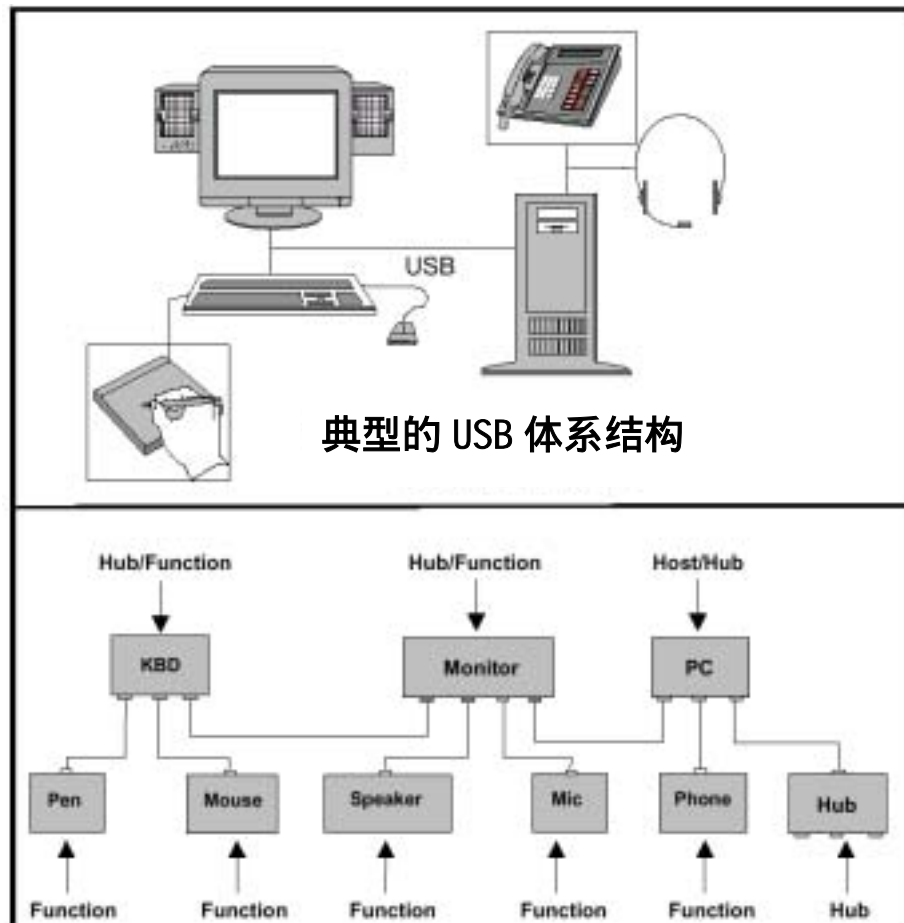 USB
典型的 USB 体系结构
Hub/Function Hub/Function Host/Hub
KBD Monitor PC
Pen Mouse Speaker Mic Phone Hub
Function Function Function Function Function Hub